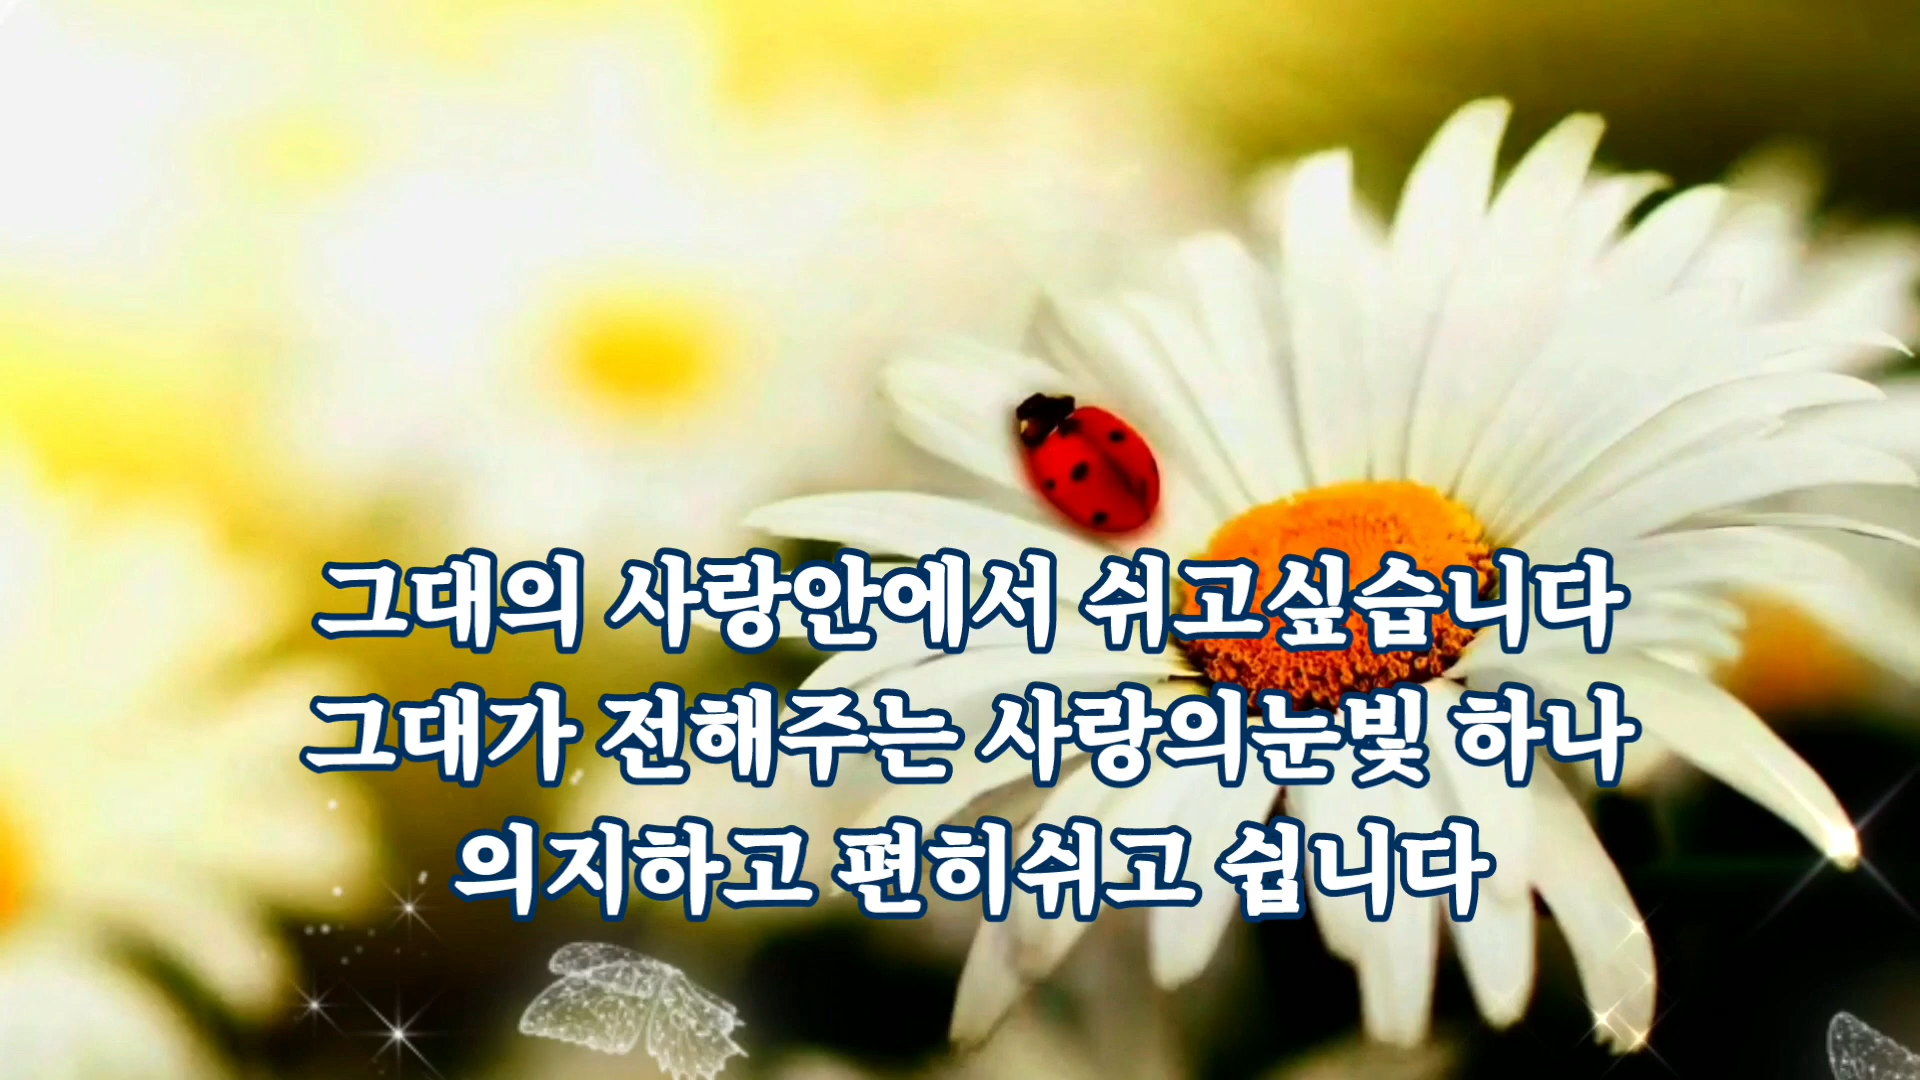 그대의 사랑안에서 쉬고싶습니다
그대가 전해주는 사랑의눈빛 하나
의지하고 편히쉬고 쉽니다